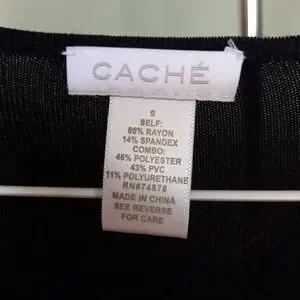 CACHÉ
S
SELF:
86% RAYON
14% SPANDEX
COMBO:
46% POLYESTER
43% PVC
11% POLYURETHANE
RN#74578
MADE IN CHINA
SEE REVERSE
FOR CARE